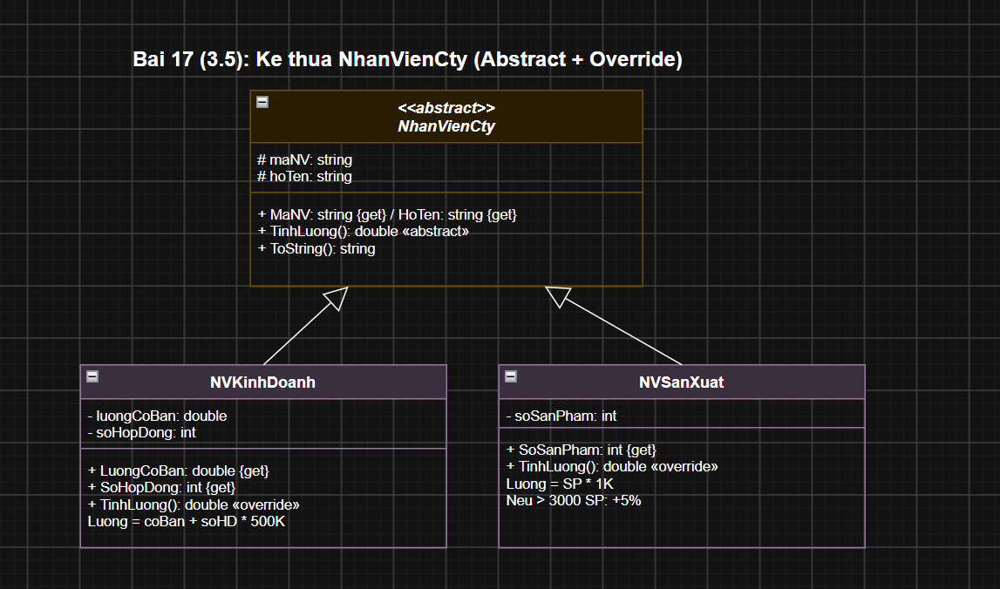 Bai 17 (3.5): Ke thua NhanVienCty (Abstract + Override)
<<abstract>>
NhanVienCty
# maNV: string
# hoTen: string
+ MaNV: string {get} / HoTen: string {get}
+ TinhLuong(): double «abstract»
+ ToString(): string
NVKinhDoanh
- luongCoBan: double
- soHopDong: int
+ LuongCoBan: double {get}
+ SoHopDong: int {get}
+ TinhLuong(): double «override»
Luong = coBan + soHD * 500K
NVSanXuat
- soSanPham: int
+ SoSanPham: int {get}
+ TinhLuong(): double «override»
Luong = SP * 1K
Neu > 3000 SP: +5%